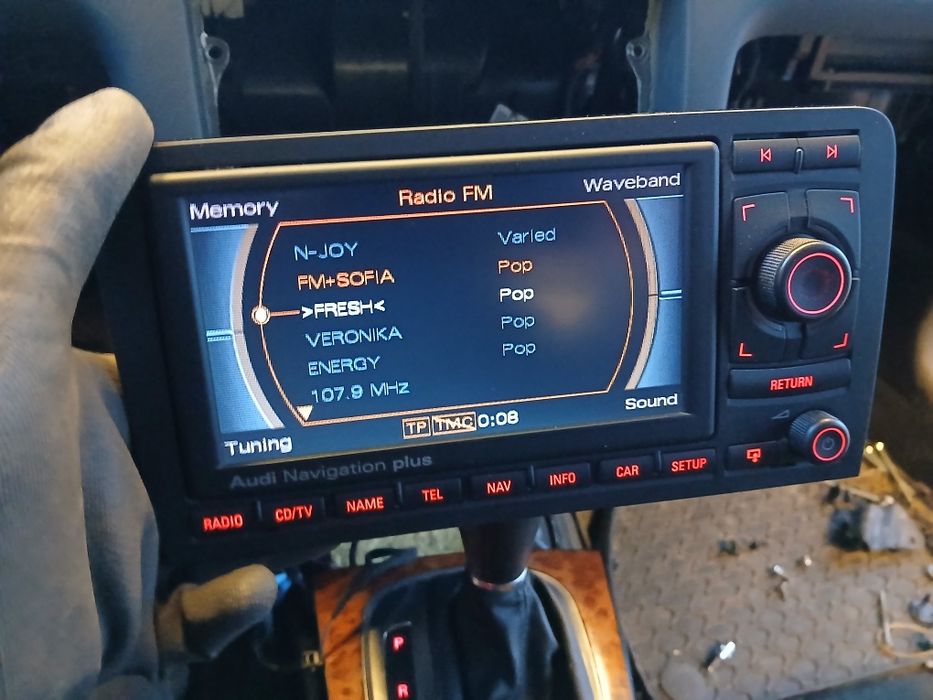 Memory
Radio FM
Waveband
N-JOY Varied
FM+SOFIA Pop
>FRESH< Pop
VERONIKA Pop
ENERGY Pop
107.9 MHz
TP TMC 0:08
Tuning
Sound
Audi Navigation plus
RADIO CD/TV NAME TEL NAV INFO CAR SETUP
RETURN
P
R